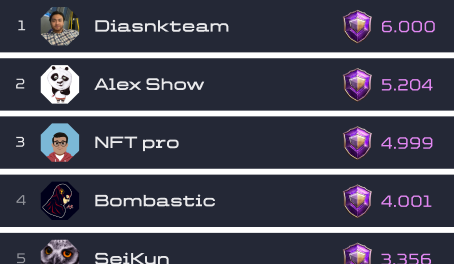 1 Diasnkteam 6.000
2 Alex Show 5.204
3 NFT pro 4.999
4 Bombastic 4.001
5 SeiKun 3.356